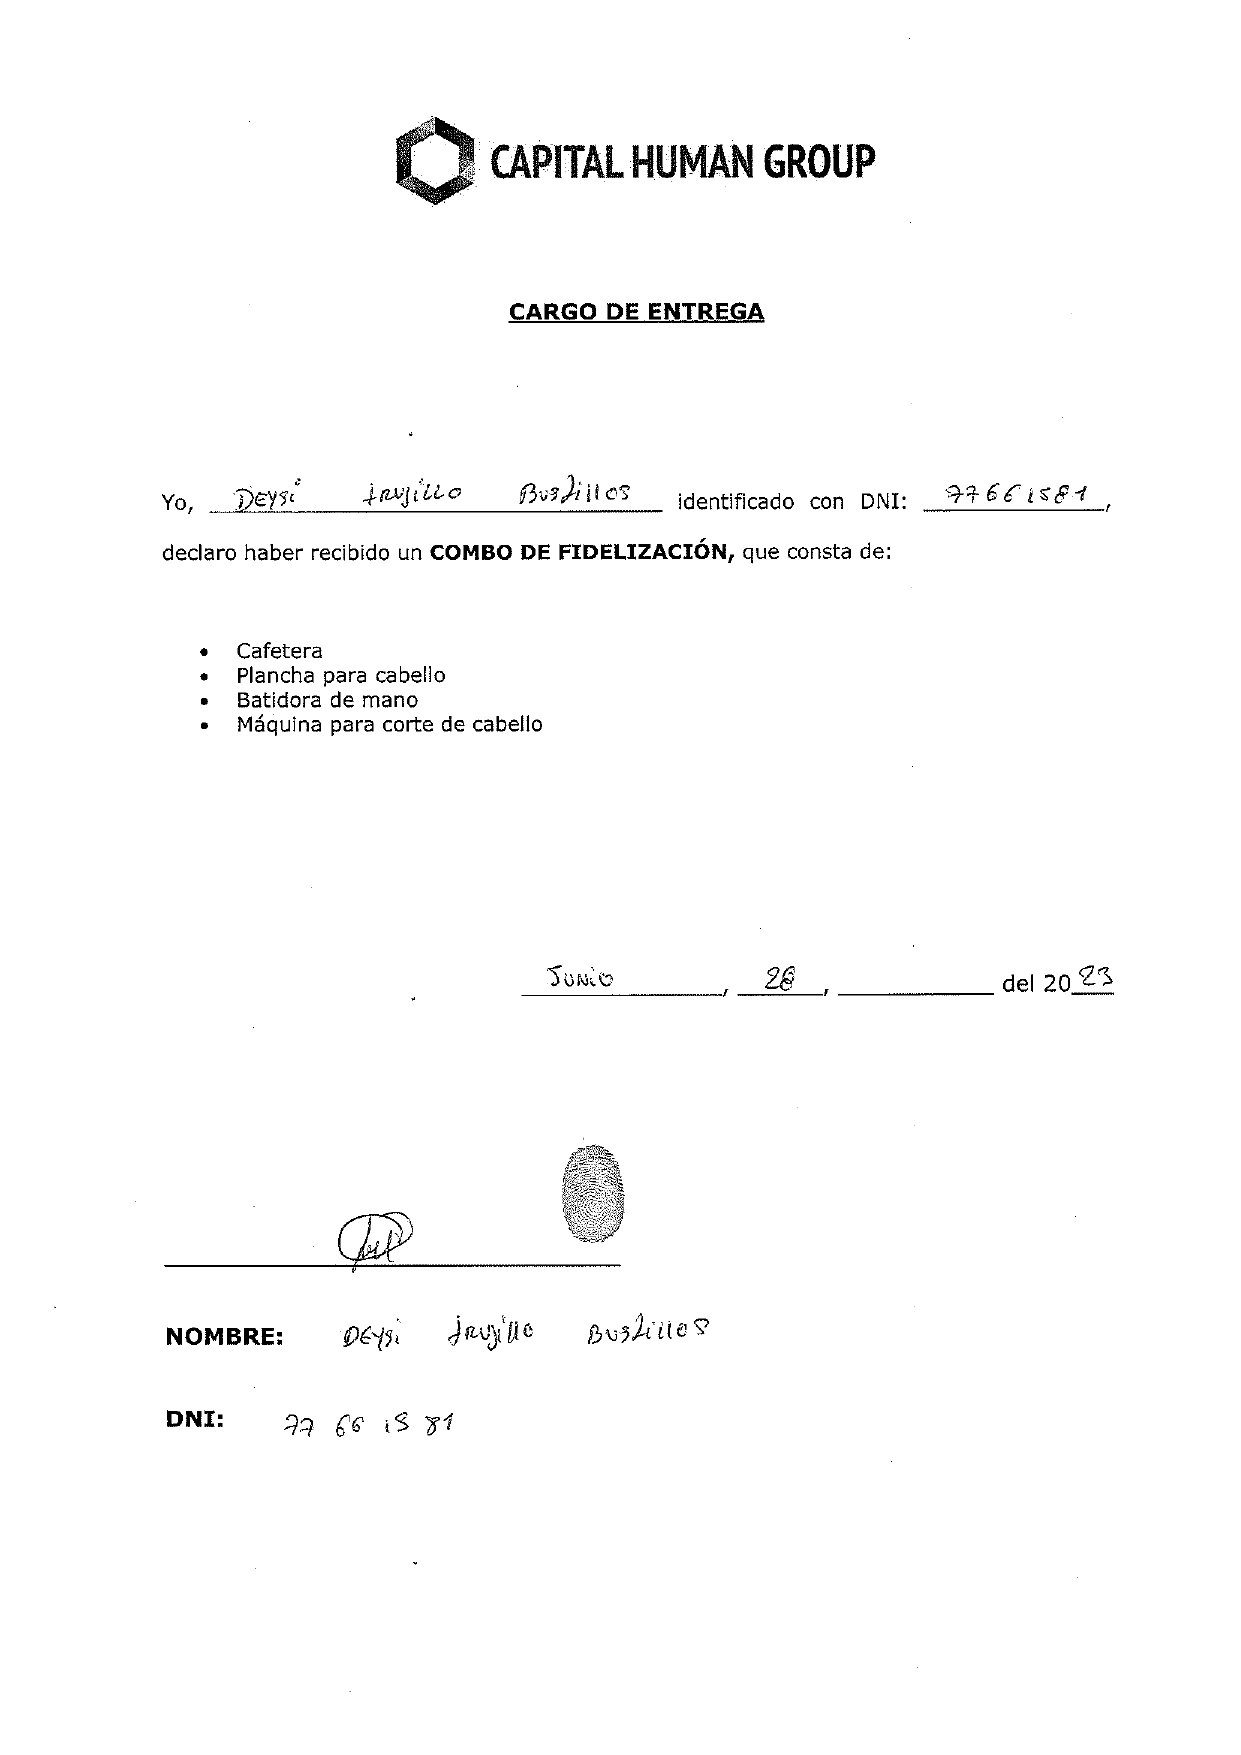 CAPITAL HUMAN GROUP
CARGO DE ENTREGA
Yo, Deysi Trujillo Bustillos identificado con DNI: 77661581,
declaro haber recibido un COMBO DE FIDELIZACIÓN, que consta de:
• Cafetera
• Plancha para cabello
• Batidora de mano
• Máquina para corte de cabello
Junio, 28, del 2023
NOMBRE: Deysi Trujillo Bustillos
DNI: 77 66 15 81